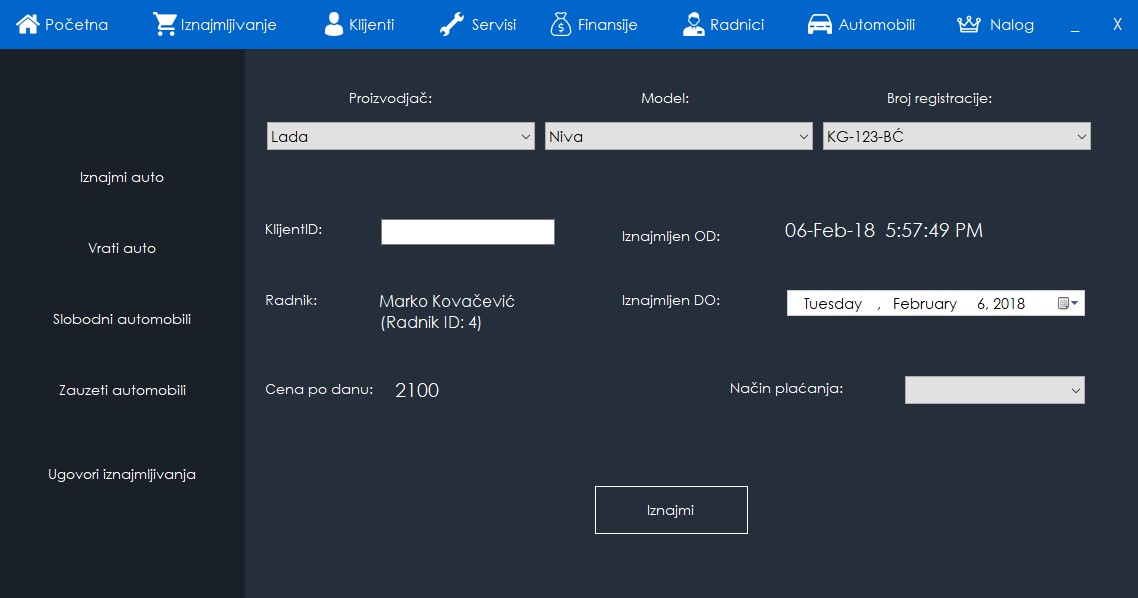 Početna Iznajmljivanje Klijenti Servisi Finansije Radnici Automobili Nalog _ X
Iznajmi auto
Vrati auto
Slobodni automobili
Zauzeti automobili
Ugovori iznajmljivanja
Proizvodjač: Model: Broj registracije:
Lada Niva KG-123-BĆ
KlijentID: Iznajmljen OD: 06-Feb-18 5:57:49 PM
Radnik: Marko Kovačević Iznajmljen DO: Tuesday , February 6, 2018
(Radnik ID: 4)
Cena po danu: 2100 Način plaćanja:
Iznajmi